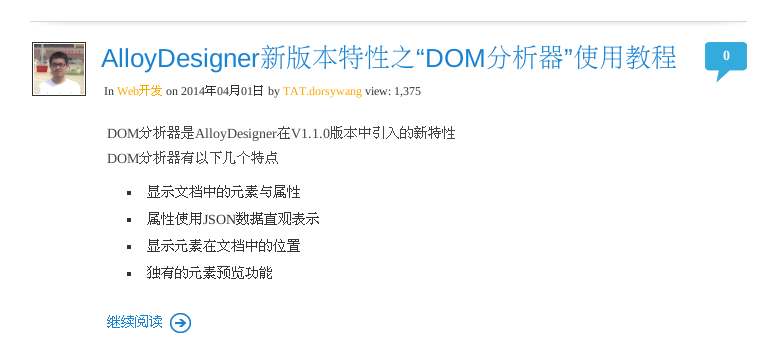 AlloyDesigner新版本特性之“DOM分析器”使用教程
0
In Web开发 on 2014年04月01日 by TAT.dorsywang view: 1,375
DOM分析器是AlloyDesigner在V1.1.0版本中引入的新特性
DOM分析器有以下几个特点
显示文档中的元素与属性
属性使用JSON数据直观表示
显示元素在文档中的位置
独有的元素预览功能
继续阅读